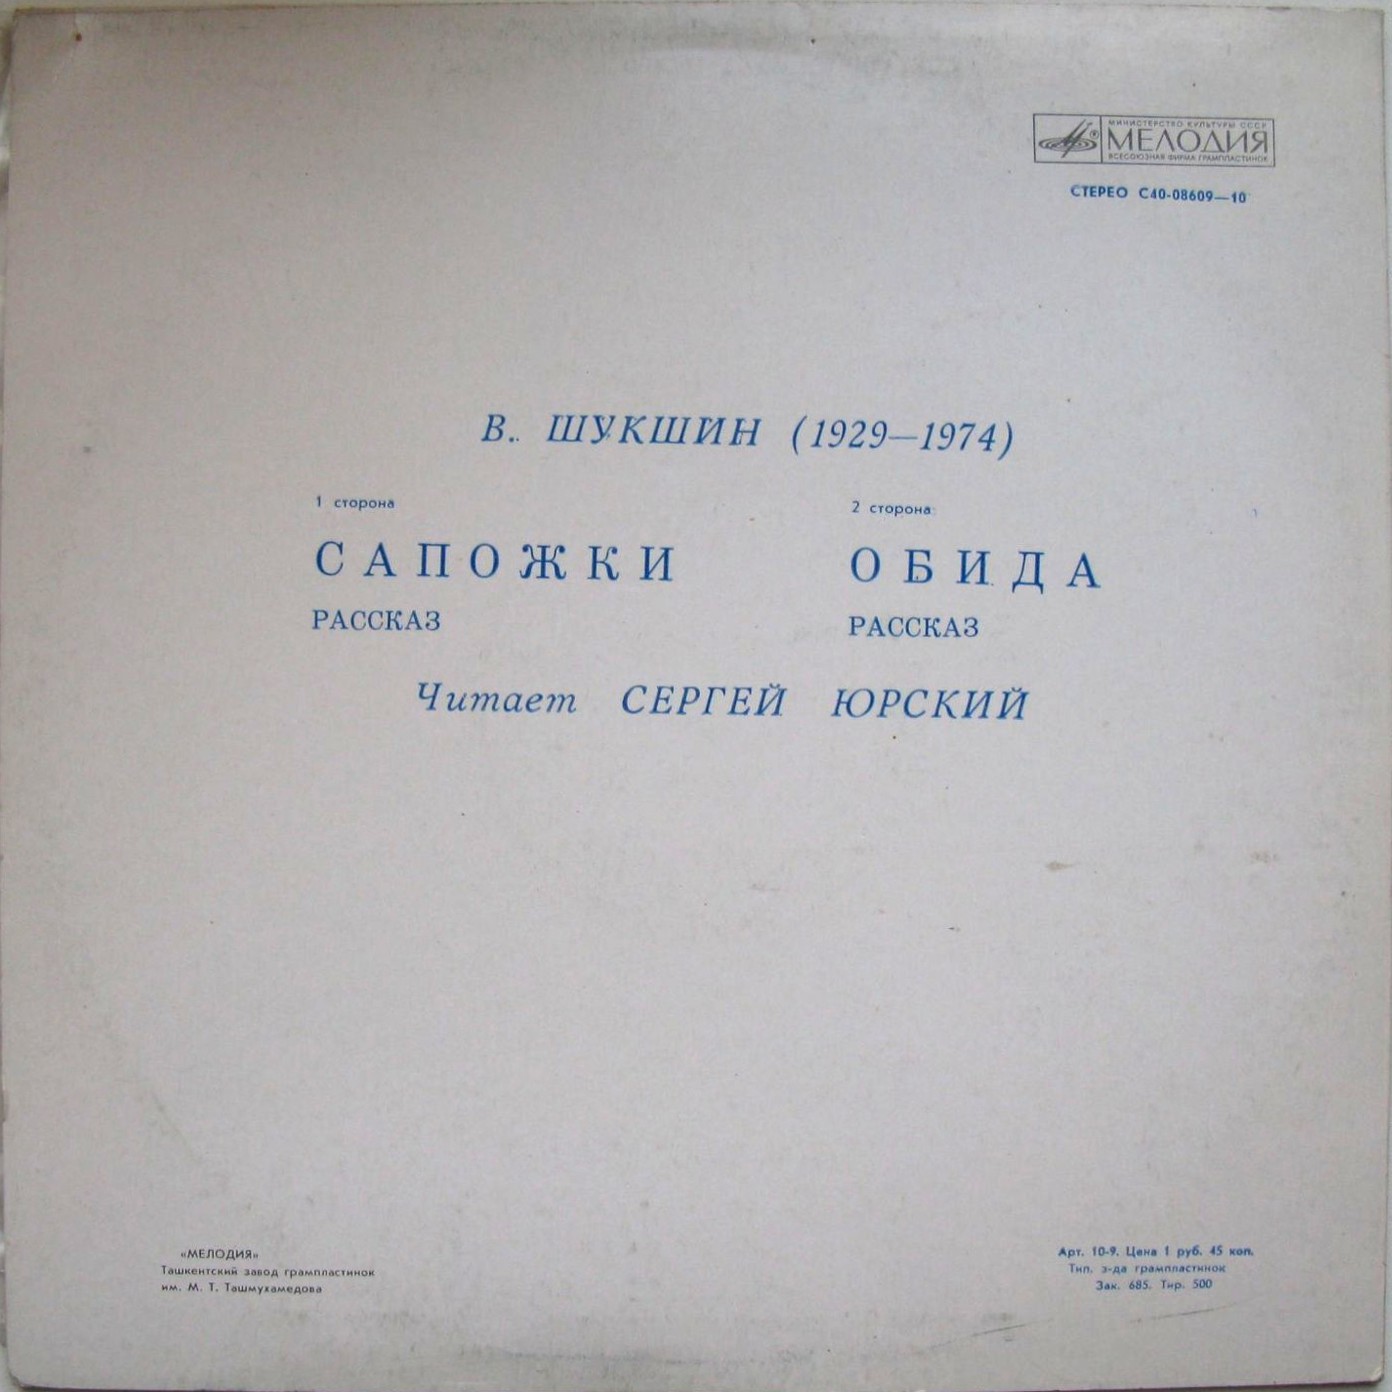 МИНИСТЕРСТВО КУЛЬТУРЫ СССР
МЕЛОДИЯ
ВСЕСОЮЗНАЯ ФИРМА ГРАМПЛАСТИНОК
СТЕРЕО С40-08609—10
В. ШУКШИН (1929—1974)
1 сторона
САПОЖКИ
РАССКАЗ
2 сторона
ОБИДА
РАССКАЗ
Читает СЕРГЕЙ ЮРСКИЙ
«МЕЛОДИЯ»
Ташкентский завод грампластинок
им. М. Т. Ташмухамедова
Арт. 10-9. Цена 1 руб. 45 коп.
Тип. з-да грампластинок
Зак. 685. Тир. 500